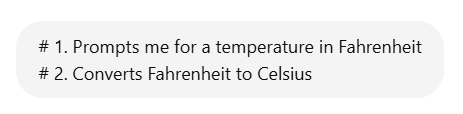 # 1. Prompts me for a temperature in Fahrenheit
# 2. Converts Fahrenheit to Celsius